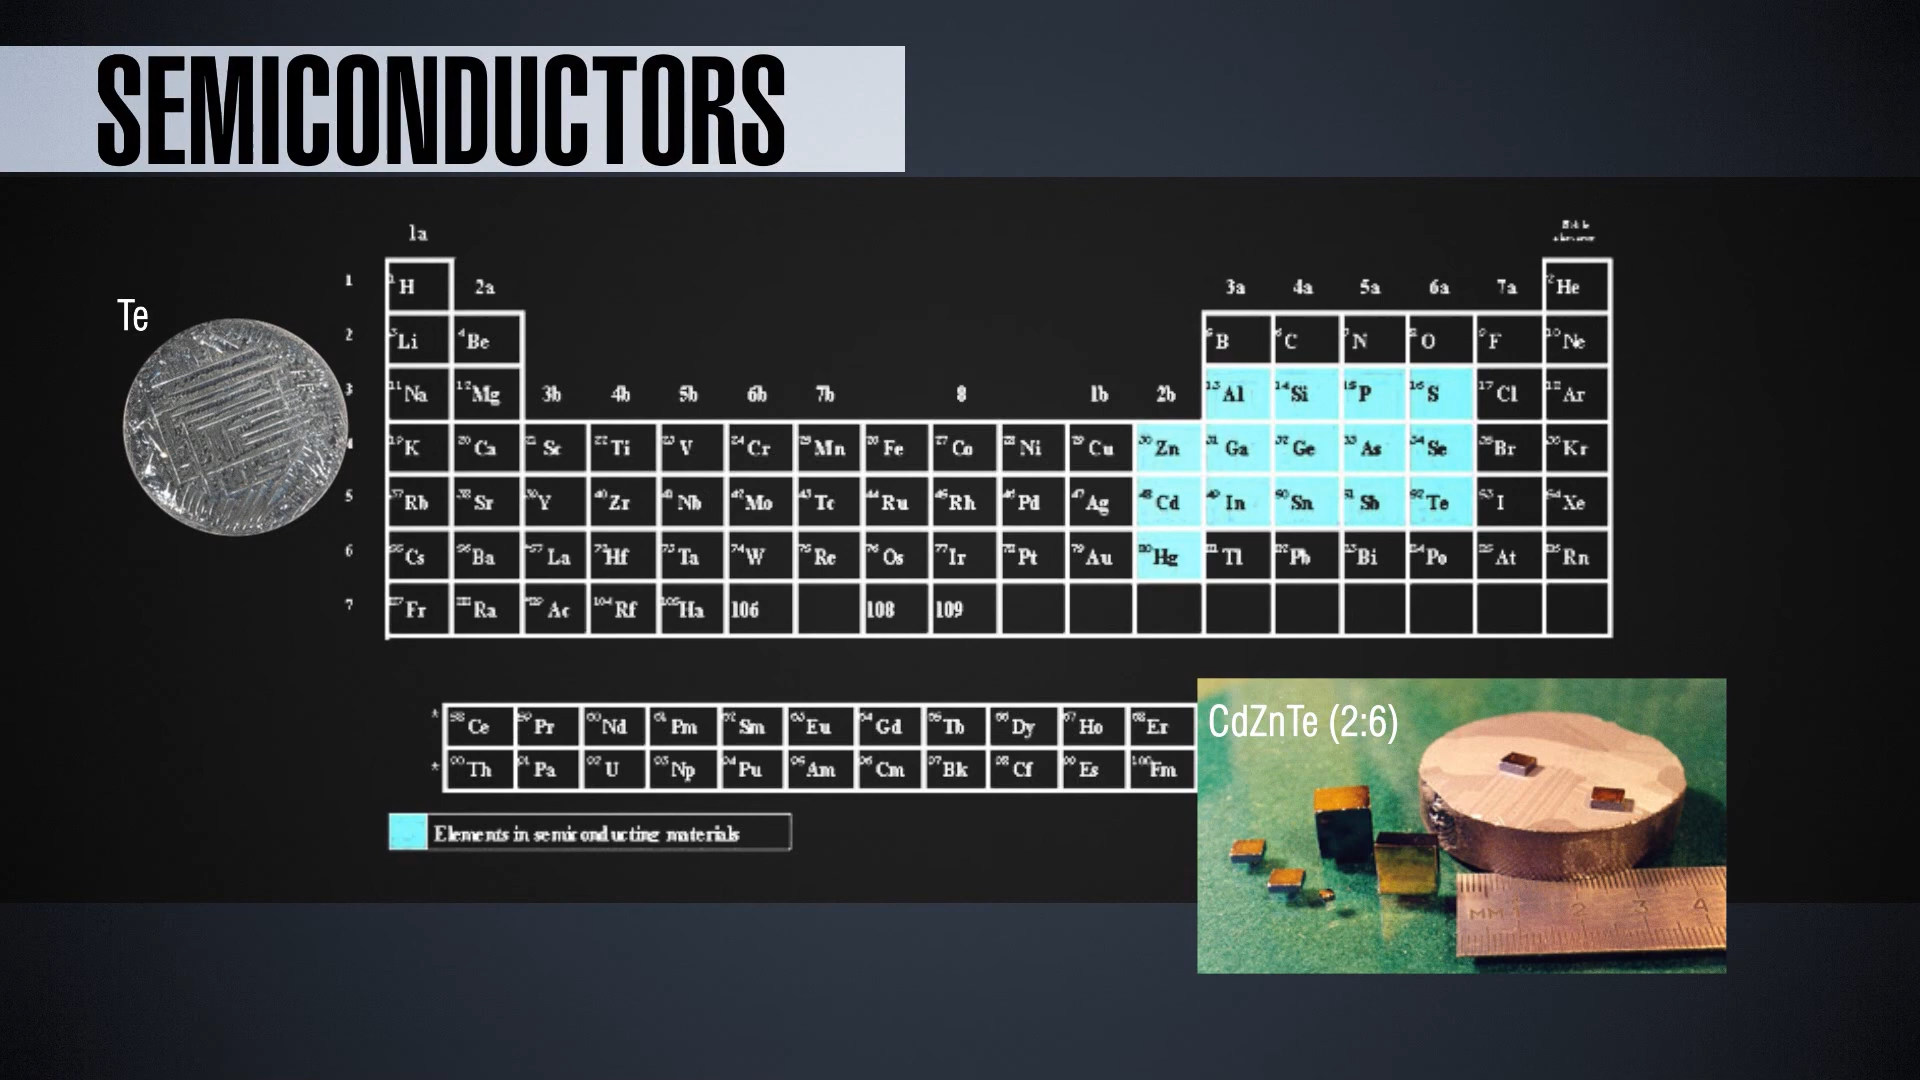 SEMICONDUCTORS
1a
1 H 2a 3a 4a 5a 6a 7a He
Te
2 Li Be B C N O F Ne
3 Na Mg 3b 4b 5b 6b 7b 8 1b 2b Al Si P S Cl Ar
4 K Ca Sc Ti V Cr Mn Fe Co Ni Cu Zn Ga Ge As Se Br Kr
5 Rb Sr Y Zr Nb Mo Tc Ru Rh Pd Ag Cd In Sn Sb Te I Xe
6 Cs Ba La Hf Ta W Re Os Ir Pt Au Hg Tl Pb Bi Po At Rn
7 Fr Ra Ac Rf Ha 106 108 109
* Ce Pr Nd Pm Sm Eu Gd Tb Dy Ho Er
* Th Pa U Np Pu Am Cm Bk Cf Es Fm
CdZnTe (2:6)
Elements in semiconducting materials
MM 1 2 3 4